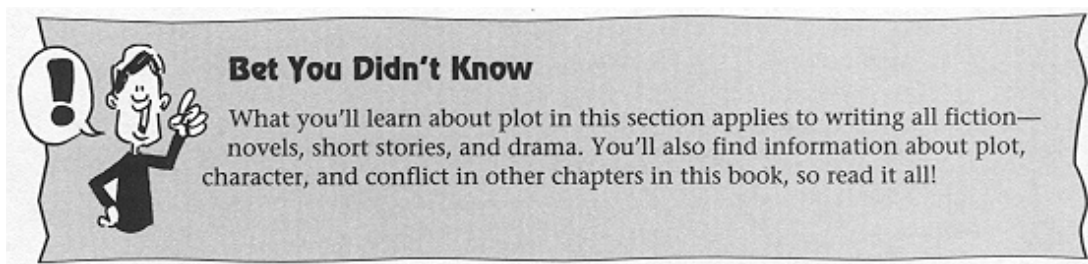 !
Bet You Didn't Know
What you'll learn about plot in this section applies to writing all fiction—
novels, short stories, and drama. You'll also find information about plot,
character, and conflict in other chapters in this book, so read it all!